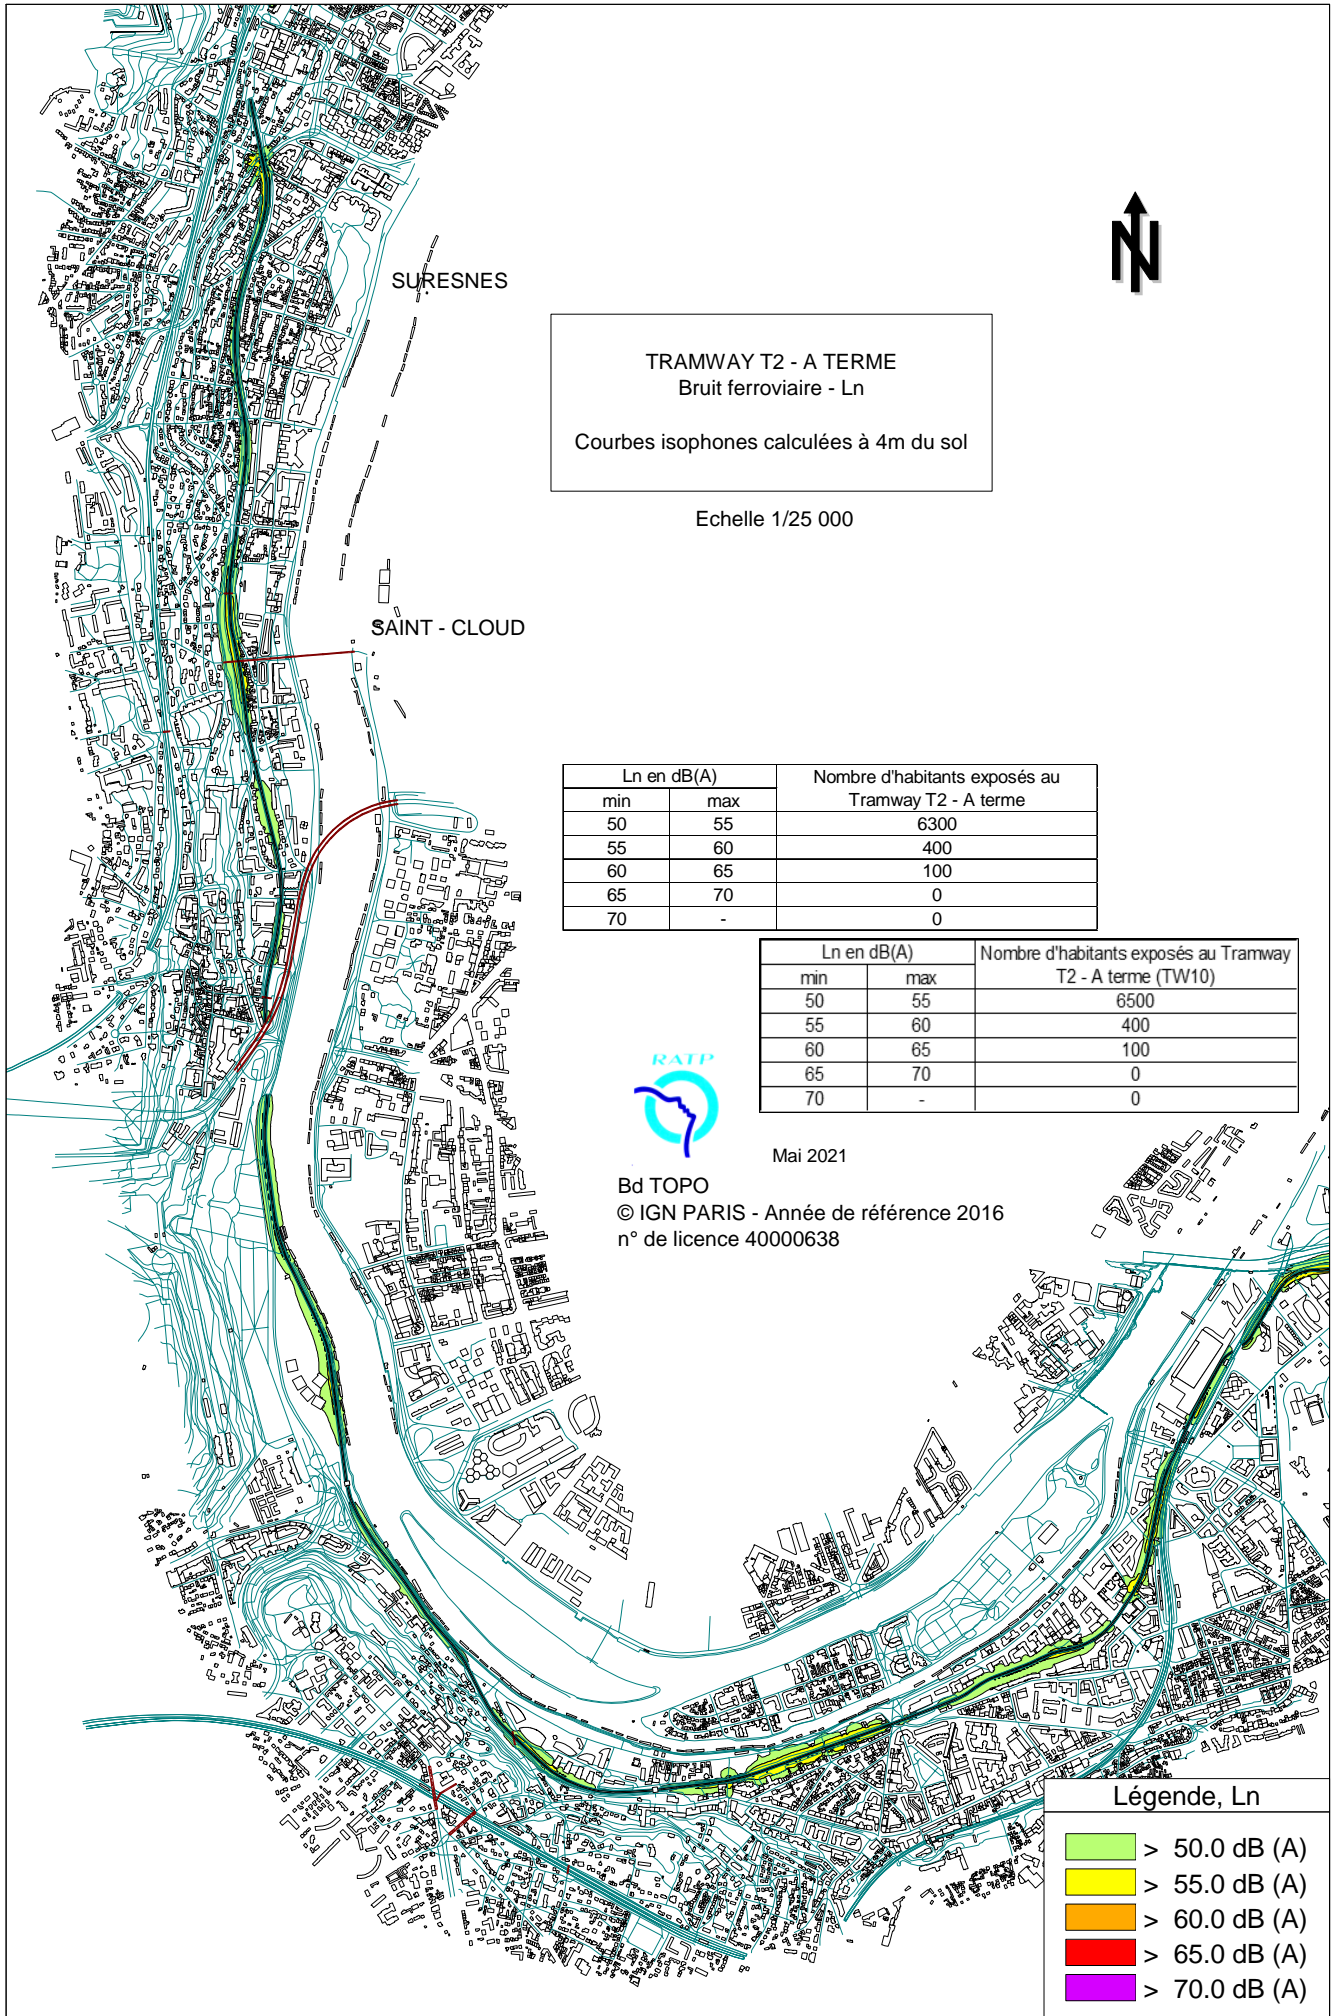 SURESNES
TRAMWAY T2 - A TERME
Bruit ferroviaire - Ln
Courbes isophones calculées à 4m du sol
Echelle 1/25 000
SAINT - CLOUD
Ln en dB(A) Nombre d'habitants exposés au
min max Tramway T2 - A terme
50 55 6300
55 60 400
60 65 100
65 70 0
70 - 0
Ln en dB(A) Nombre d'habitants exposés au Tramway
min max T2 - A terme (TW10)
50 55 6500
55 60 400
60 65 100
65 70 0
70 - 0
RATP
Mai 2021
Bd TOPO
© IGN PARIS - Année de référence 2016
n° de licence 40000638
Légende, Ln
> 50.0 dB (A)
> 55.0 dB (A)
> 60.0 dB (A)
> 65.0 dB (A)
> 70.0 dB (A)
N